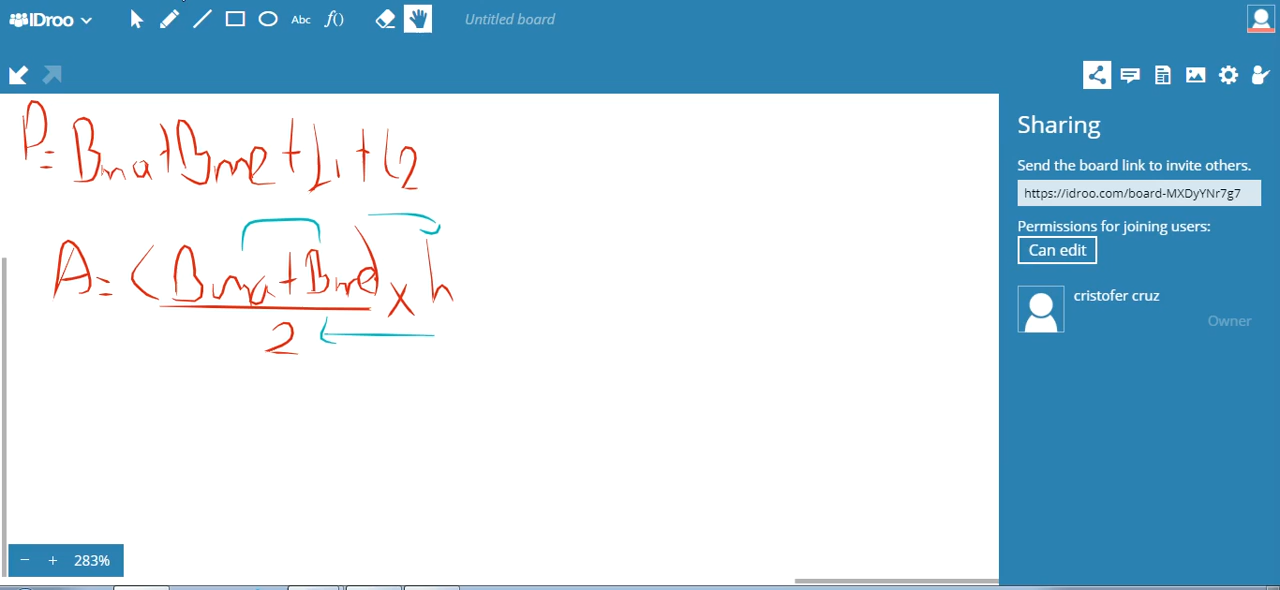 IDroo
Abc
f()
Untitled board
P= Bma+Bme+L1+L2
A= (Bma+Bme) x h
2
283%
Sharing
Send the board link to invite others.
https://idroo.com/board-MXDyYNr7g7
Permissions for joining users:
Can edit
cristofer cruz
Owner